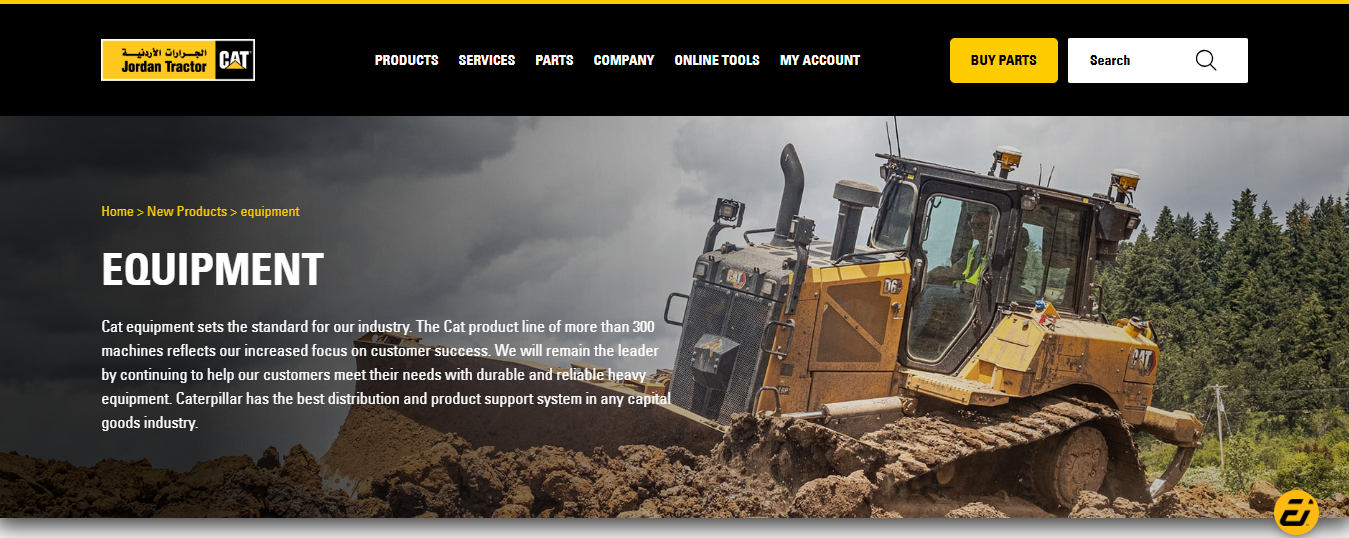 الجرارات الأردنية
Jordan Tractor
CAT
PRODUCTS SERVICES PARTS COMPANY ONLINE TOOLS MY ACCOUNT
BUY PARTS
Search
Home > New Products > equipment
EQUIPMENT
Cat equipment sets the standard for our industry. The Cat product line of more than 300
machines reflects our increased focus on customer success. We will remain the leader
by continuing to help our customers meet their needs with durable and reliable heavy
equipment. Caterpillar has the best distribution and product support system in any capital
goods industry.
CAT
D6
CAT